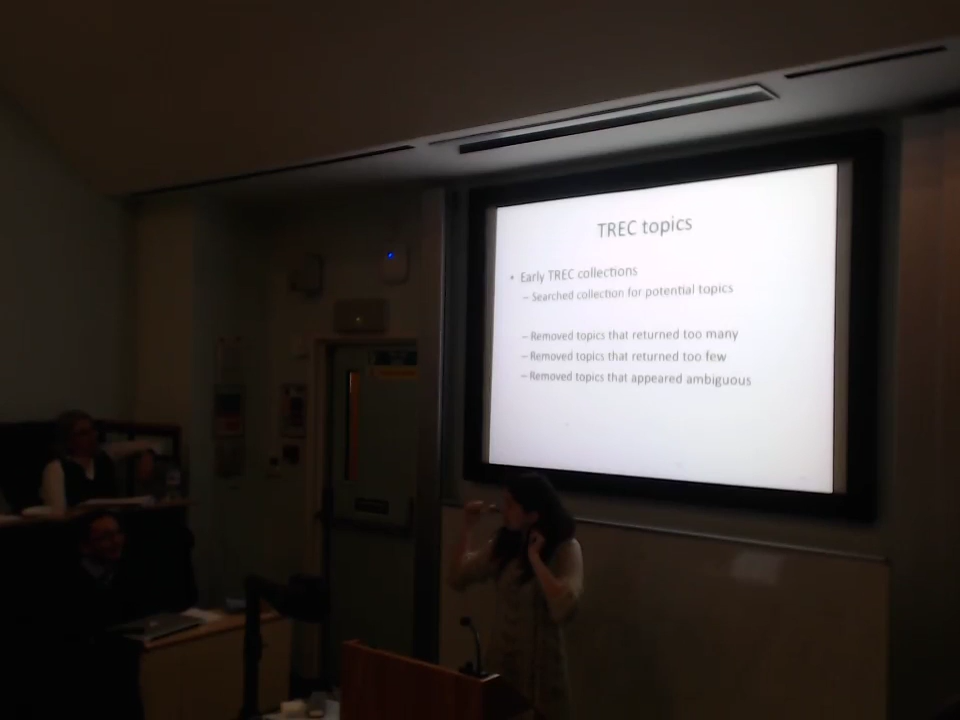 TREC topics
• Early TREC collections
– Searched collection for potential topics
– Removed topics that returned too many
– Removed topics that returned too few
– Removed topics that appeared ambiguous